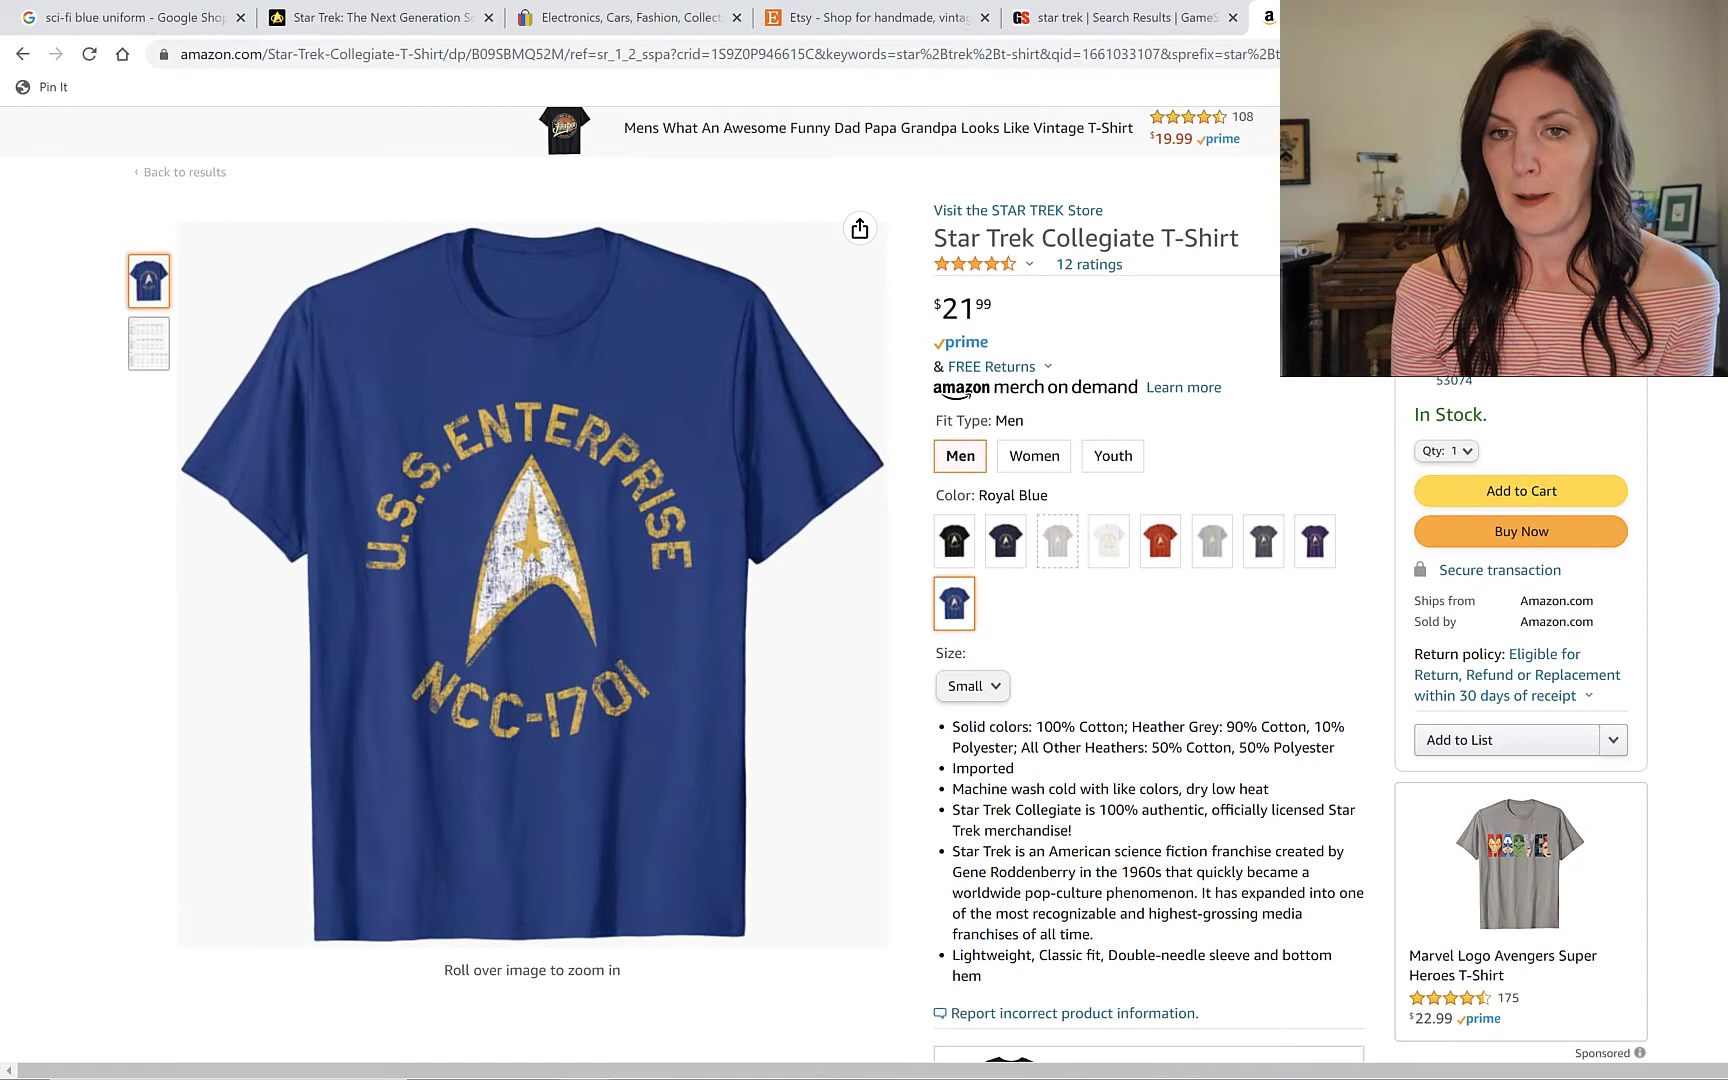 sci-fi blue uniform - Google Sho
Star Trek: The Next Generation S
Electronics, Cars, Fashion, Collect
Etsy - Shop for handmade, vintag
star trek | Search Results | GameS
amazon.com/Star-Trek-Collegiate-T-Shirt/dp/B09SBMQ52M/ref=sr_1_2_sspa?crid=1S9Z0P946615C&keywords=star%2Btrek%2Bt-shirt&qid=1661033107&sprefix=star%2Bt
Pin It
Mens What An Awesome Funny Dad Papa Grandpa Looks Like Vintage T-Shirt
108
$19.99 prime
‹ Back to results
Visit the STAR TREK Store
Star Trek Collegiate T-Shirt
12 ratings
$21 99
prime
& FREE Returns
amazon merch on demand Learn more
Fit Type: Men
Men Women Youth
Color: Royal Blue
Size:
Small
• Solid colors: 100% Cotton; Heather Grey: 90% Cotton, 10%
Polyester; All Other Heathers: 50% Cotton, 50% Polyester
• Imported
• Machine wash cold with like colors, dry low heat
• Star Trek Collegiate is 100% authentic, officially licensed Star
Trek merchandise!
• Star Trek is an American science fiction franchise created by
Gene Roddenberry in the 1960s that quickly became a
worldwide pop-culture phenomenon. It has expanded into one
of the most recognizable and highest-grossing media
franchises of all time.
• Lightweight, Classic fit, Double-needle sleeve and bottom
hem
Report incorrect product information.
U.S.S. ENTERPRISE
NCC-1701
Roll over image to zoom in
53074
In Stock.
Qty: 1
Add to Cart
Buy Now
Secure transaction
Ships from Amazon.com
Sold by Amazon.com
Return policy: Eligible for
Return, Refund or Replacement
within 30 days of receipt
Add to List
MARVEL
Marvel Logo Avengers Super
Heroes T-Shirt
175
$22.99 prime
Sponsored